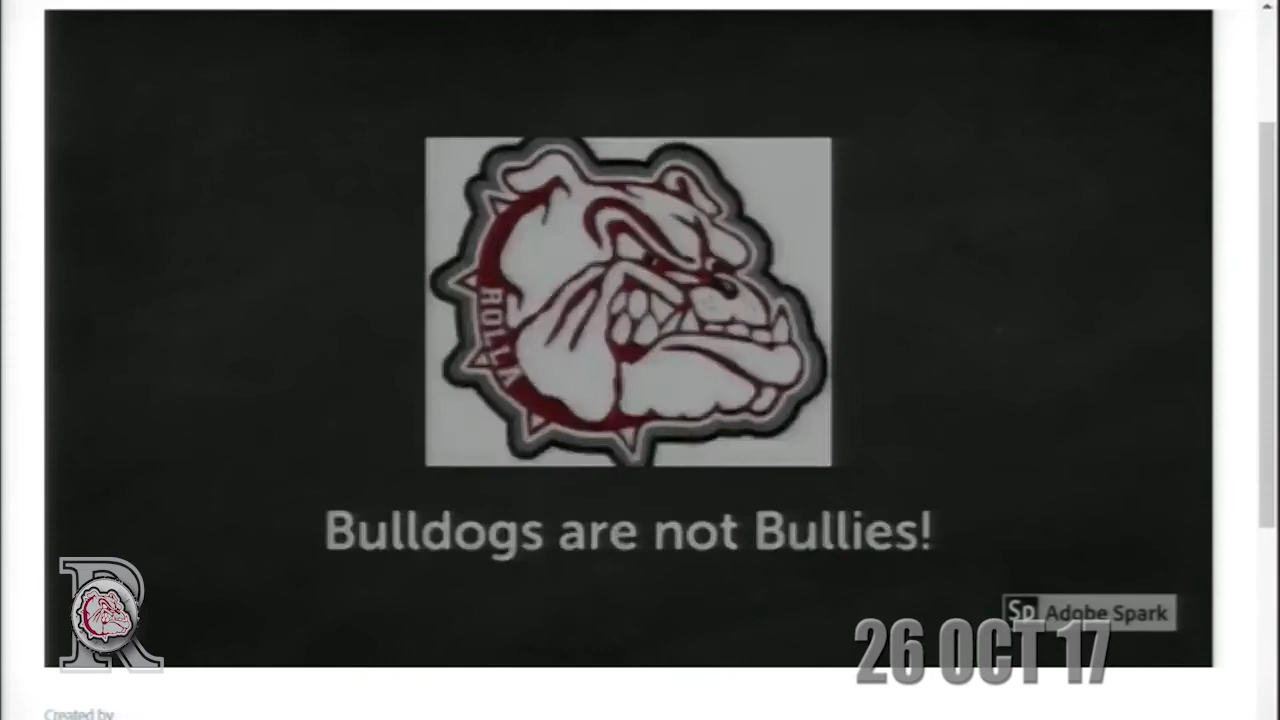 ROLLA
Bulldogs are not Bullies!
R
Sp Adobe Spark
26 OCT 17
Created by